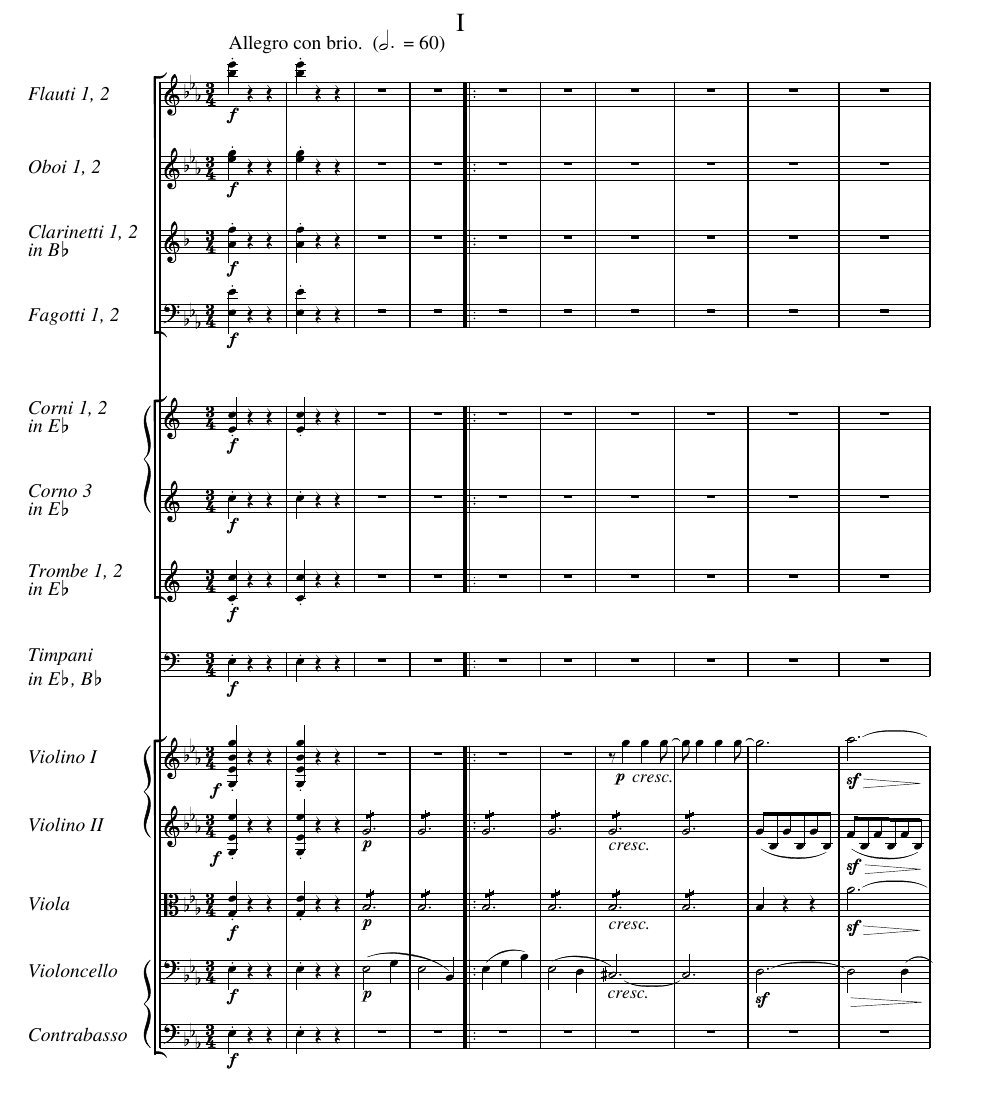 I
Allegro con brio. (𝅗𝅥. = 60)
Flauti 1, 2
f
Oboi 1, 2
f
Clarinetti 1, 2
in B♭
f
Fagotti 1, 2
f
Corni 1, 2
in E♭
f
Corno 3
in E♭
f
Trombe 1, 2
in E♭
f
Timpani
in E♭, B♭
f
Violino I
f p cresc. sf
Violino II
f p cresc. sf
Viola
f p cresc. sf
Violoncello
f p cresc. sf
Contrabasso
f